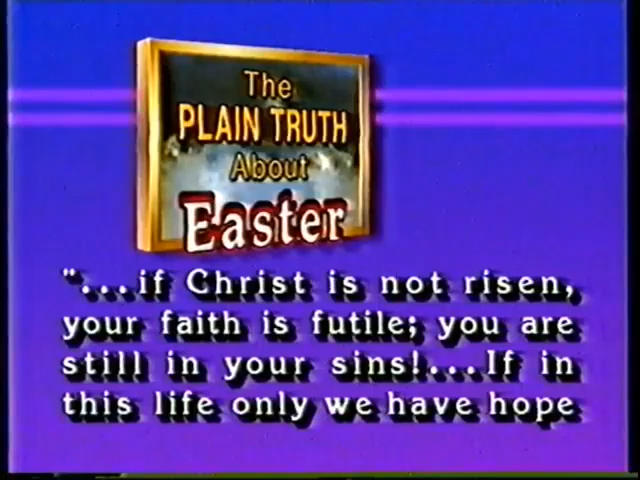 The
PLAIN TRUTH
About
Easter
"...if Christ is not risen,
your faith is futile; you are
still in your sins!...If in
this life only we have hope